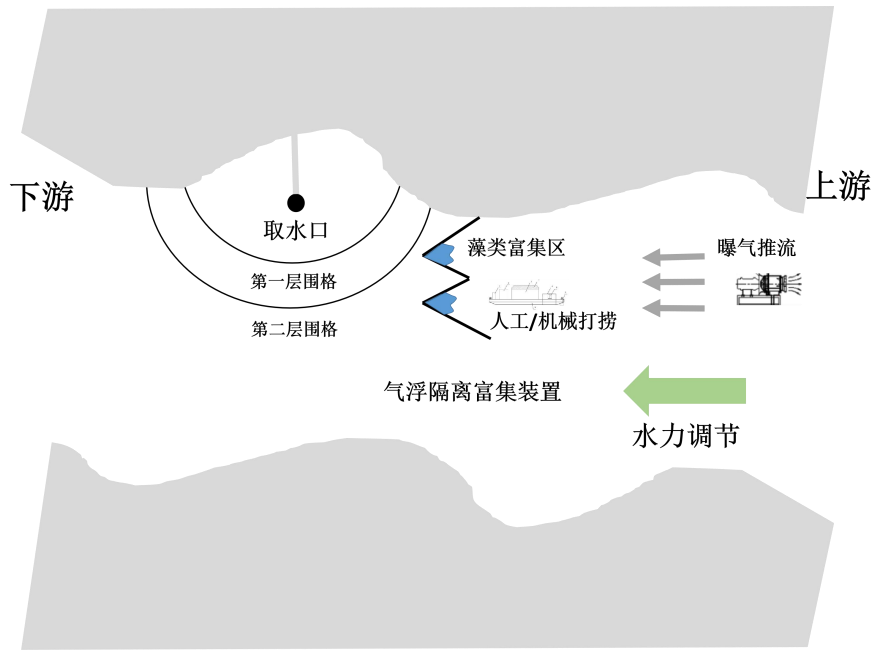 下游
上游
取水口
藻类富集区
曝气推流
第一层围格
第二层围格
人工/机械打捞
气浮隔离富集装置
水力调节